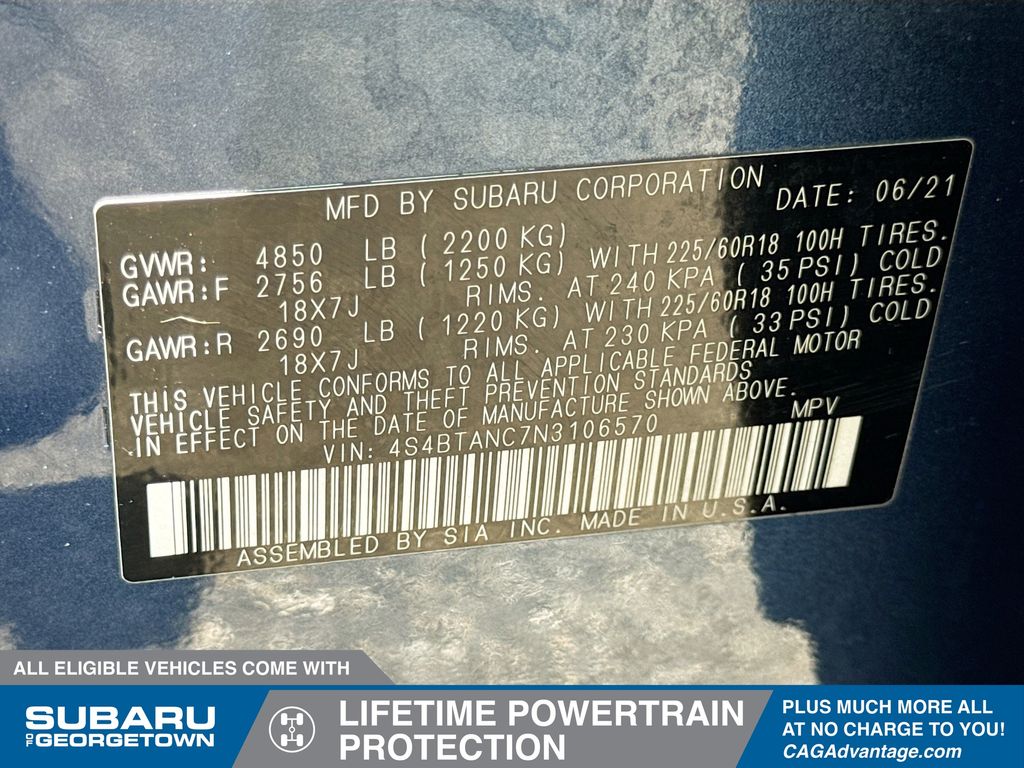 MFD BY SUBARU CORPORATION DATE: 06/21
GVWR: 4850 LB ( 2200 KG)
GAWR:F 2756 LB ( 1250 KG) WITH 225/60R18 100H TIRES.
18X7J RIMS. AT 240 KPA ( 35 PSI) COLD
GAWR:R 2690 LB ( 1220 KG) WITH 225/60R18 100H TIRES.
18X7J RIMS. AT 230 KPA ( 33 PSI) COLD
THIS VEHICLE CONFORMS TO ALL APPLICABLE FEDERAL MOTOR
VEHICLE SAFETY AND THEFT PREVENTION STANDARDS
IN EFFECT ON THE DATE OF MANUFACTURE SHOWN ABOVE.
VIN: 4S4BTANC7N3106570 MPV
ASSEMBLED BY SIA INC. MADE IN U.S.A.
ALL ELIGIBLE VEHICLES COME WITH
SUBARU
OF GEORGETOWN
LIFETIME POWERTRAIN
PROTECTION
PLUS MUCH MORE ALL
AT NO CHARGE TO YOU!
CAGAdvantage.com